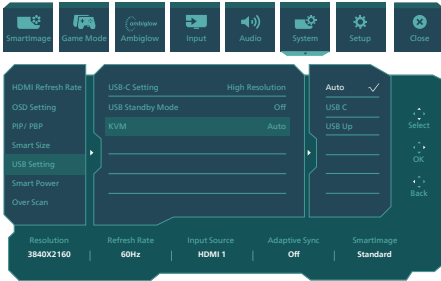 ambiglow
SmartImage Game Mode Ambiglow Input Audio System Setup Close
HDMI Refresh Rate USB-C Setting High Resolution Auto
OSD Setting USB Standby Mode Off USB C
PIP/ PBP KVM Auto USB Up Select
Smart Size
USB Setting OK
Smart Power Back
Over Scan
Resolution Refresh Rate Input Source Adaptive Sync SmartImage
3840X2160 | 60Hz | HDMI 1 | Off | Standard